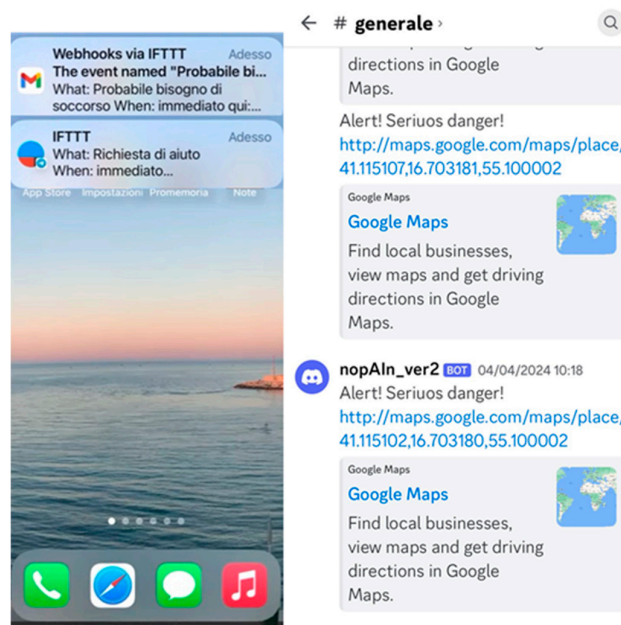 Webhooks via IFTTT Adesso
The event named "Probabile bi...
What: Probabile bisogno di
soccorso When: immediato qui:...
IFTTT Adesso
What: Richiesta di aiuto
When: immediato...
App Store Impostazioni Promemoria Note
# generale
directions in Google
Maps.
Alert! Seriuos danger!
http://maps.google.com/maps/place/
41.115107,16.703181,55.100002
Google Maps
Google Maps
Find local businesses,
view maps and get driving
directions in Google
Maps.
nopAIn_ver2 BOT 04/04/2024 10:18
Alert! Seriuos danger!
http://maps.google.com/maps/place/
41.115102,16.703180,55.100002
Google Maps
Google Maps
Find local businesses,
view maps and get driving
directions in Google
Maps.